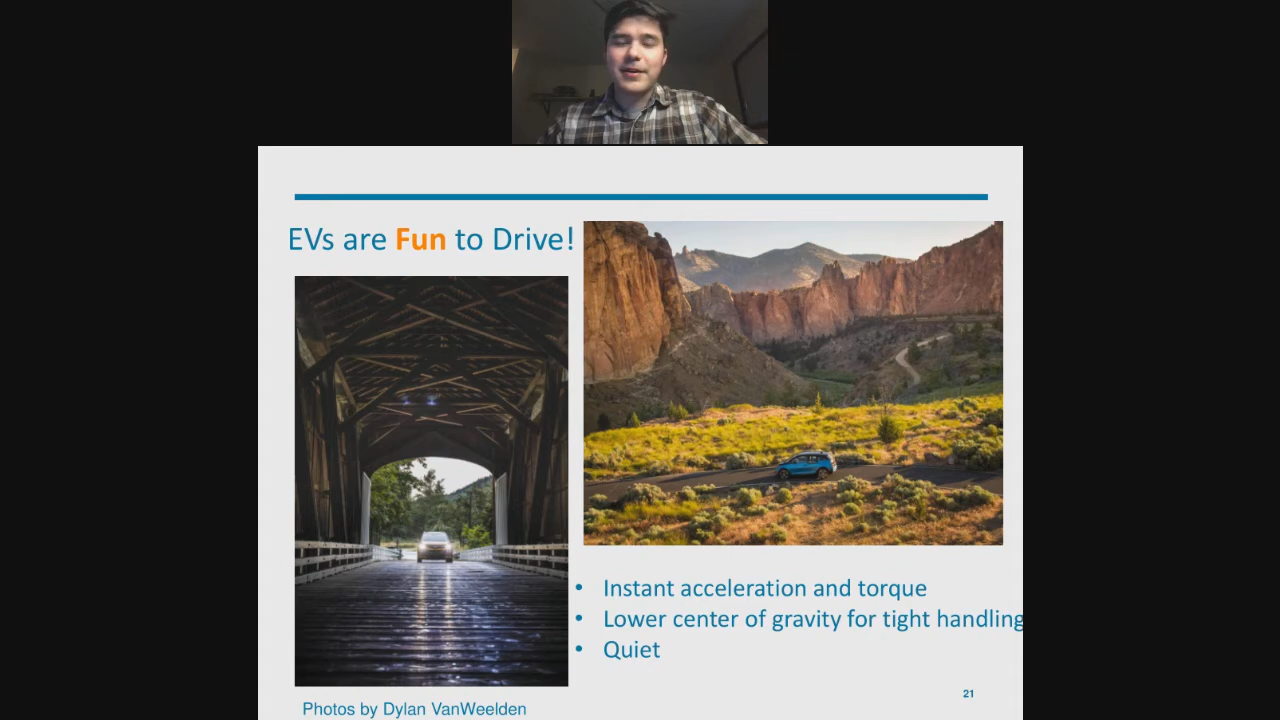 EVs are Fun to Drive!
• Instant acceleration and torque
• Lower center of gravity for tight handling
• Quiet
21
Photos by Dylan VanWeelden